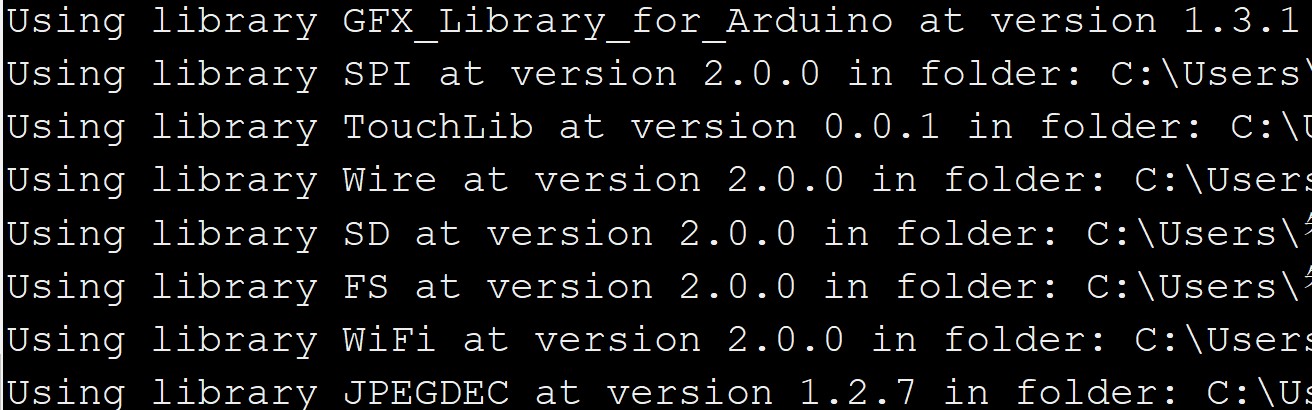 Using library GFX_Library_for_Arduino at version 1.3.1
Using library SPI at version 2.0.0 in folder: C:\Users\
Using library TouchLib at version 0.0.1 in folder: C:\
Using library Wire at version 2.0.0 in folder: C:\Users
Using library SD at version 2.0.0 in folder: C:\Users\
Using library FS at version 2.0.0 in folder: C:\Users\
Using library WiFi at version 2.0.0 in folder: C:\Users
Using library JPEGDEC at version 1.2.7 in folder: C:\Us